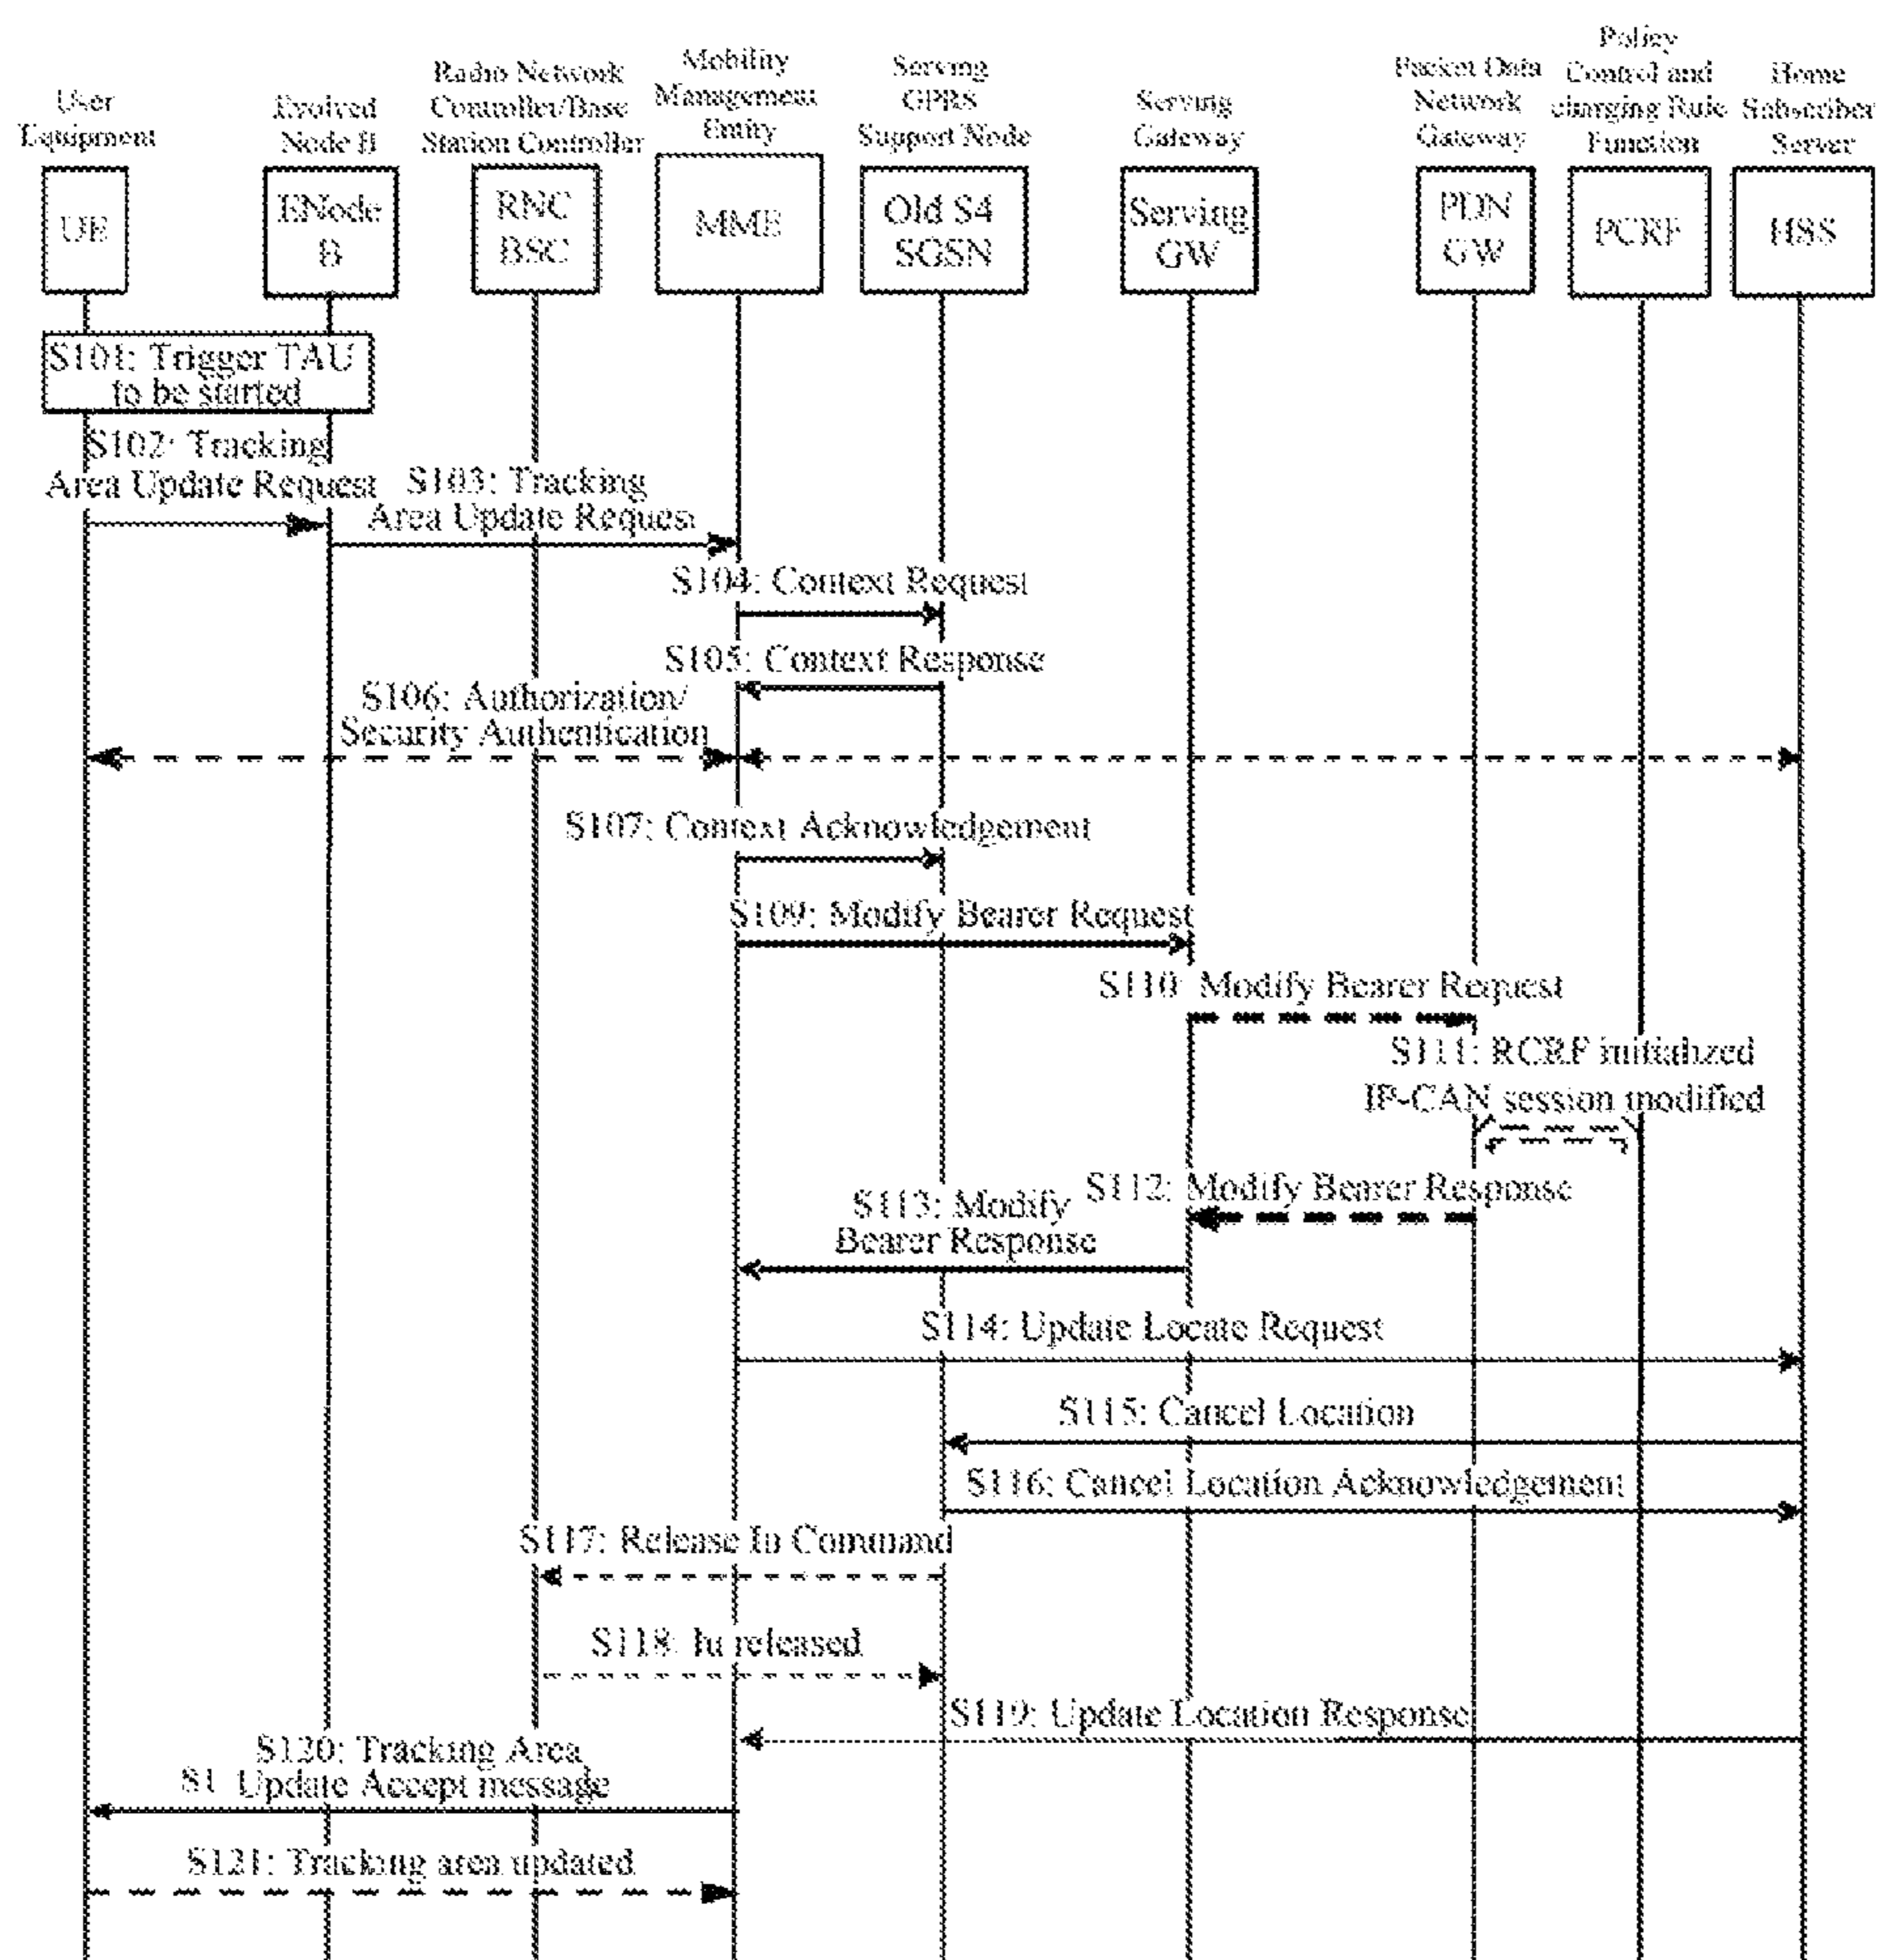 User
Equipment
Evolved
Node B
Radio Network
Controller/Base
Station Controller
Mobility
Management
Entity
Serving
GPRS
Support Node
Serving
Gateway
Packet Data
Network
Gateway
Policy
Control and
charging Rule
Function
Home
Subscriber
Server
UE
ENode
B
RNC
BSC
MME
Old S4
SGSN
Serving
GW
PDN
GW
PCRF
HSS
S101: Trigger TAU
to be started
S102: Tracking
Area Update Request
S103: Tracking
Area Update Request
S104: Context Request
S105: Context Response
S106: Authorization/
Security Authentication
S107: Context Acknowledgement
S109: Modify Bearer Request
S110: Modify Bearer Request
S111: RCRF initialized
IP-CAN session modified
S112: Modify Bearer Response
S113: Modify
Bearer Response
S114: Update Locate Request
S115: Cancel Location
S116: Cancel Location Acknowledgement
S117: Release Iu Command
S118: Iu released
S119: Update Location Response
S120: Tracking Area
S1 Update Accept message
S121: Tracking area updated